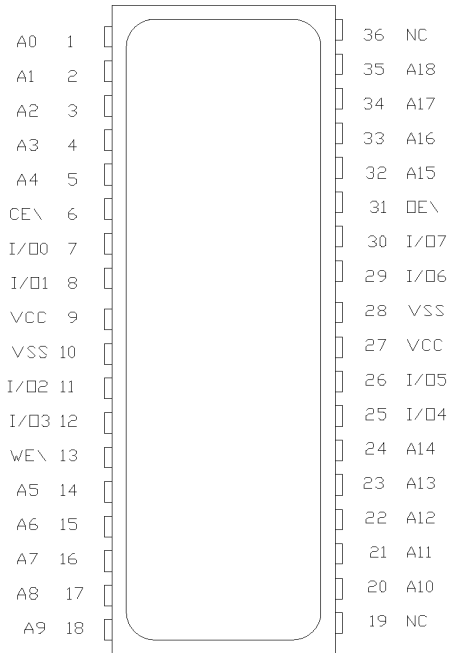 A0 1 36 NC
A1 2 35 A18
A2 3 34 A17
A3 4 33 A16
A4 5 32 A15
CE\ 6 31 OE\
I/O0 7 30 I/O7
I/O1 8 29 I/O6
VCC 9 28 VSS
VSS 10 27 VCC
I/O2 11 26 I/O5
I/O3 12 25 I/O4
WE\ 13 24 A14
A5 14 23 A13
A6 15 22 A12
A7 16 21 A11
A8 17 20 A10
A9 18 19 NC